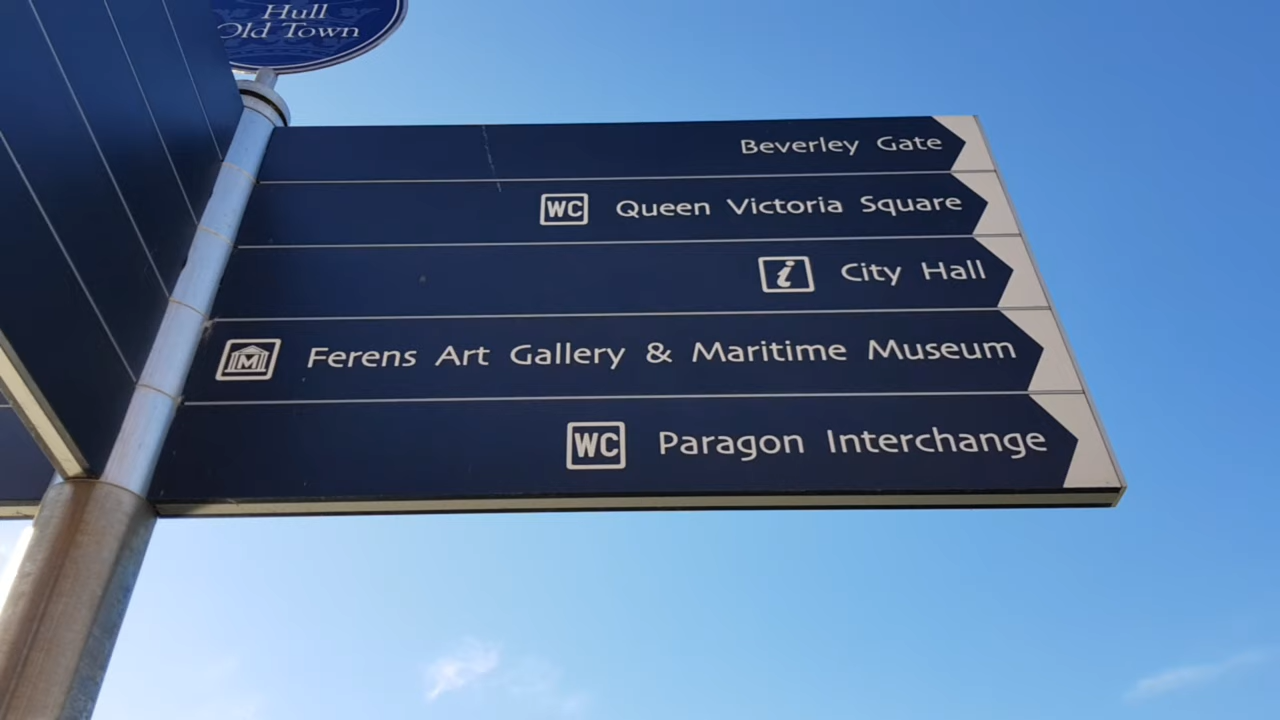 Hull
Old Town
Beverley Gate
WC Queen Victoria Square
i City Hall
M Ferens Art Gallery & Maritime Museum
WC Paragon Interchange